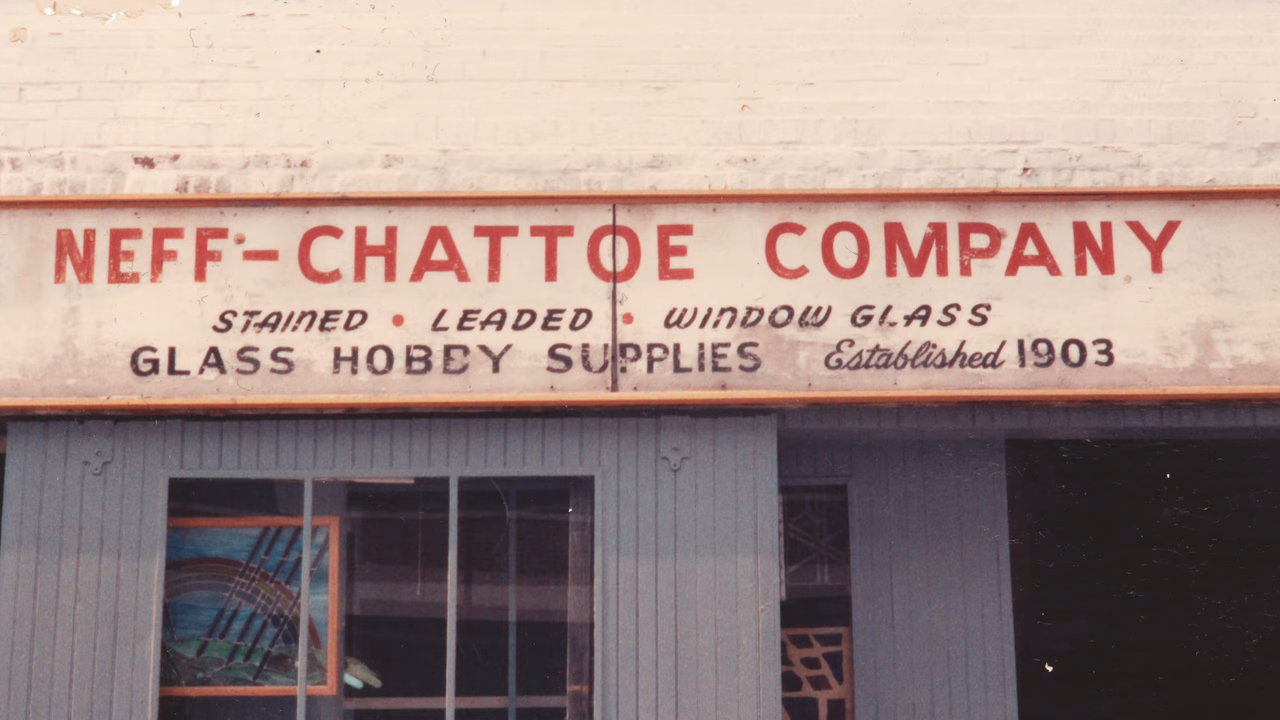 NEFF-CHATTOE COMPANY
STAINED • LEADED • WINDOW GLASS
GLASS HOBBY SUPPLIES Established 1903